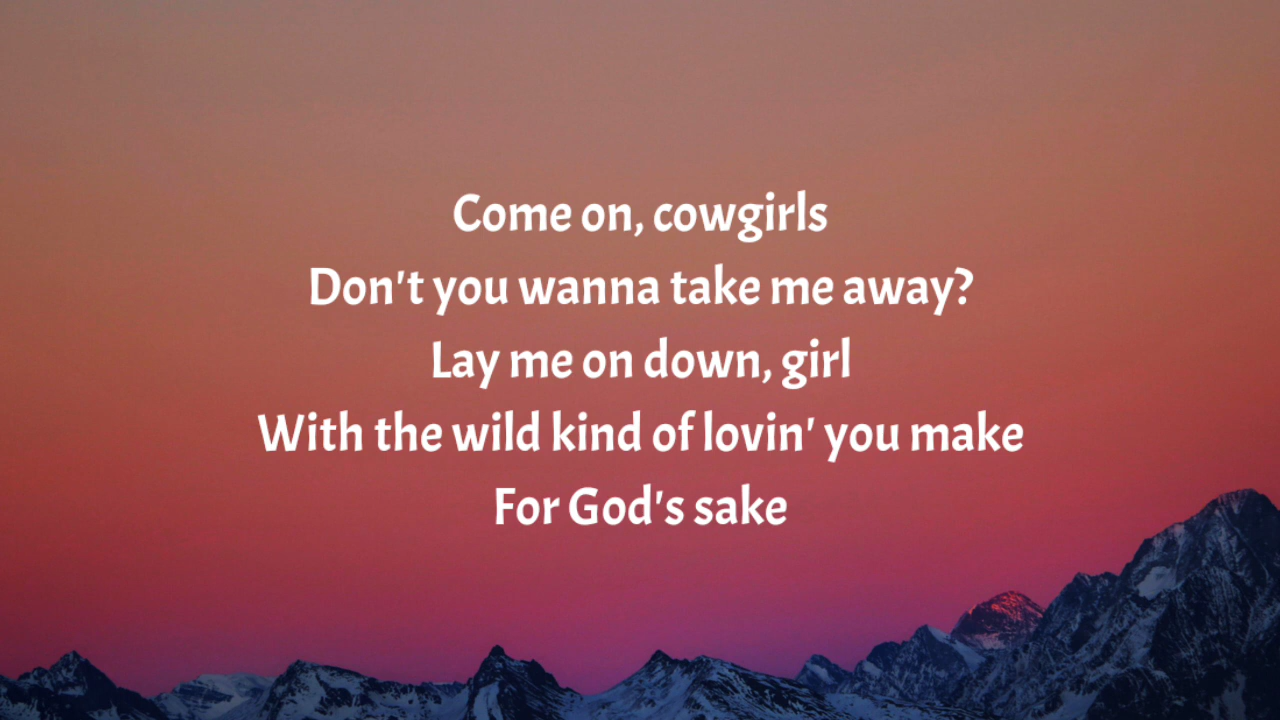 Come on, cowgirls
Don't you wanna take me away?
Lay me on down, girl
With the wild kind of lovin' you make
For God's sake